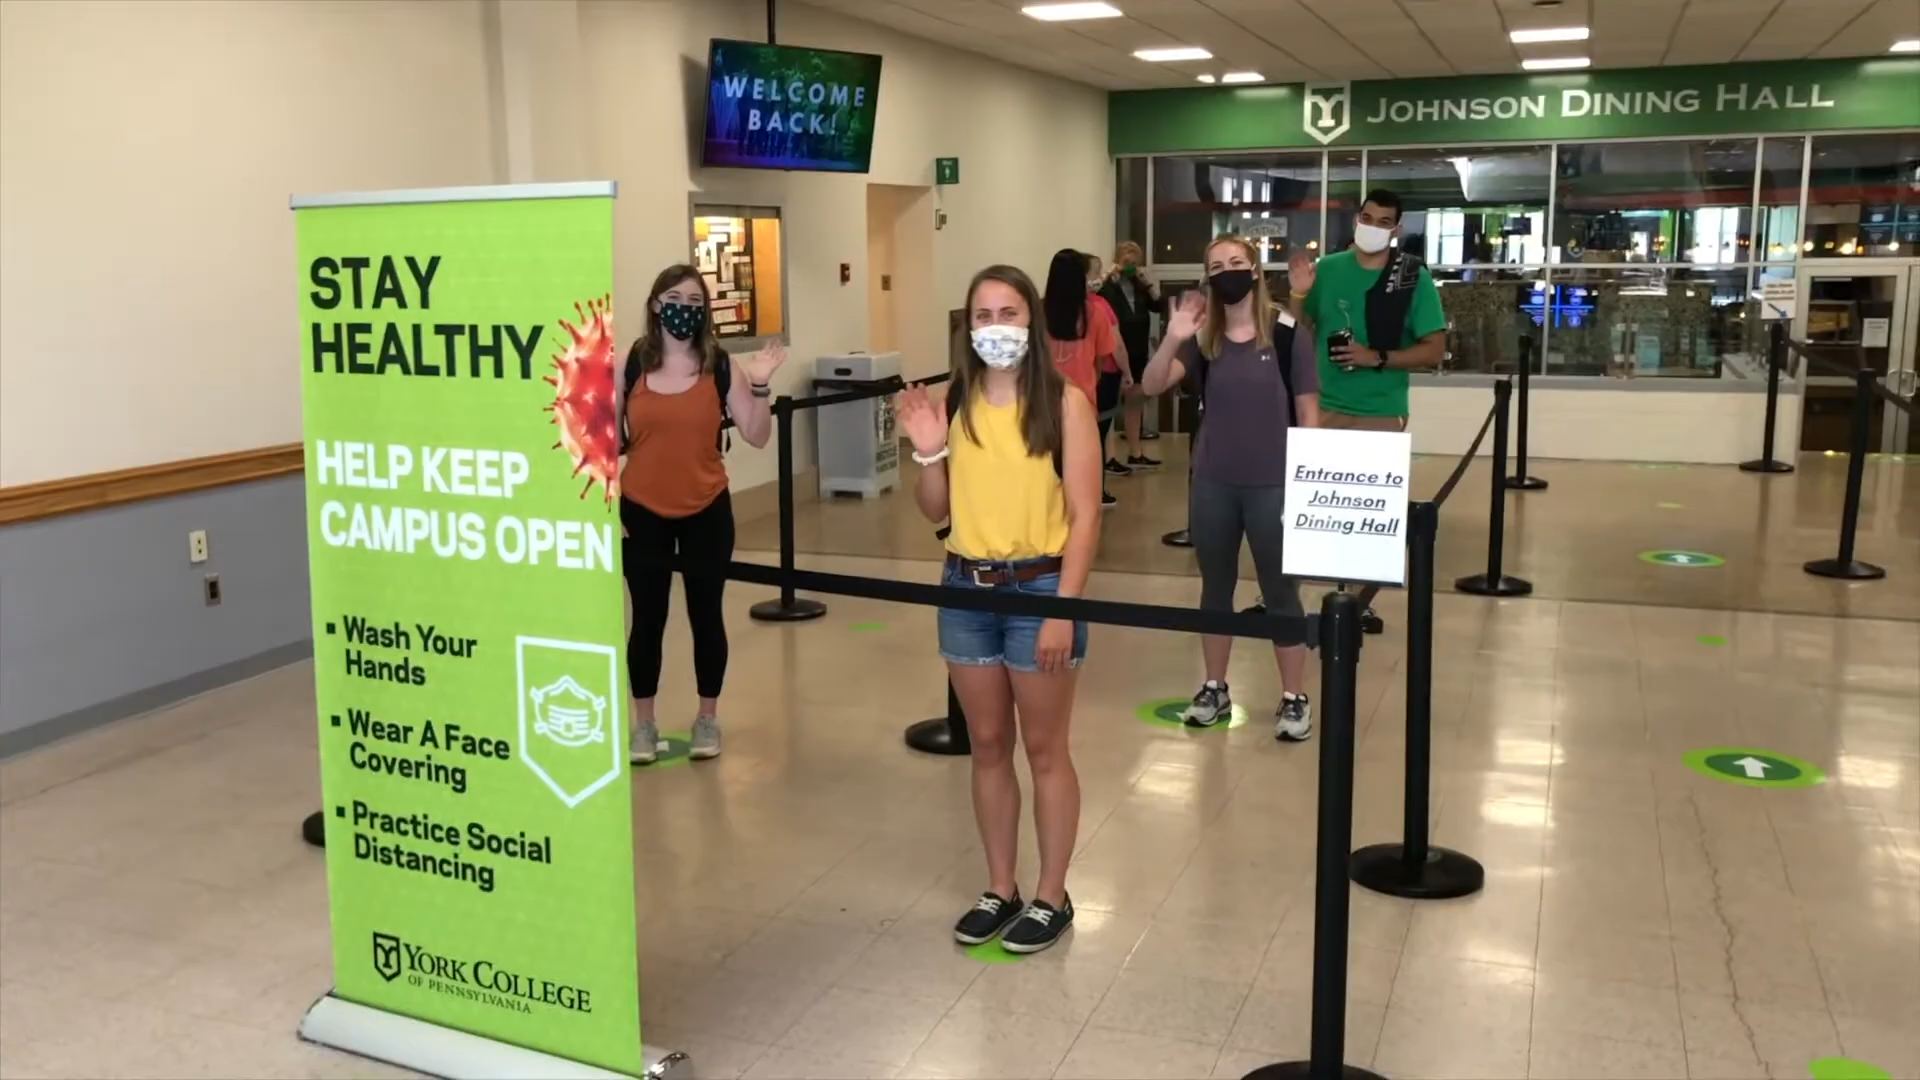 WELCOME
BACK!
JOHNSON DINING HALL
STAY
HEALTHY
HELP KEEP
CAMPUS OPEN
▪ Wash Your
Hands
▪ Wear A Face
Covering
▪ Practice Social
Distancing
YORK COLLEGE
OF PENNSYLVANIA
Entrance to
Johnson
Dining Hall